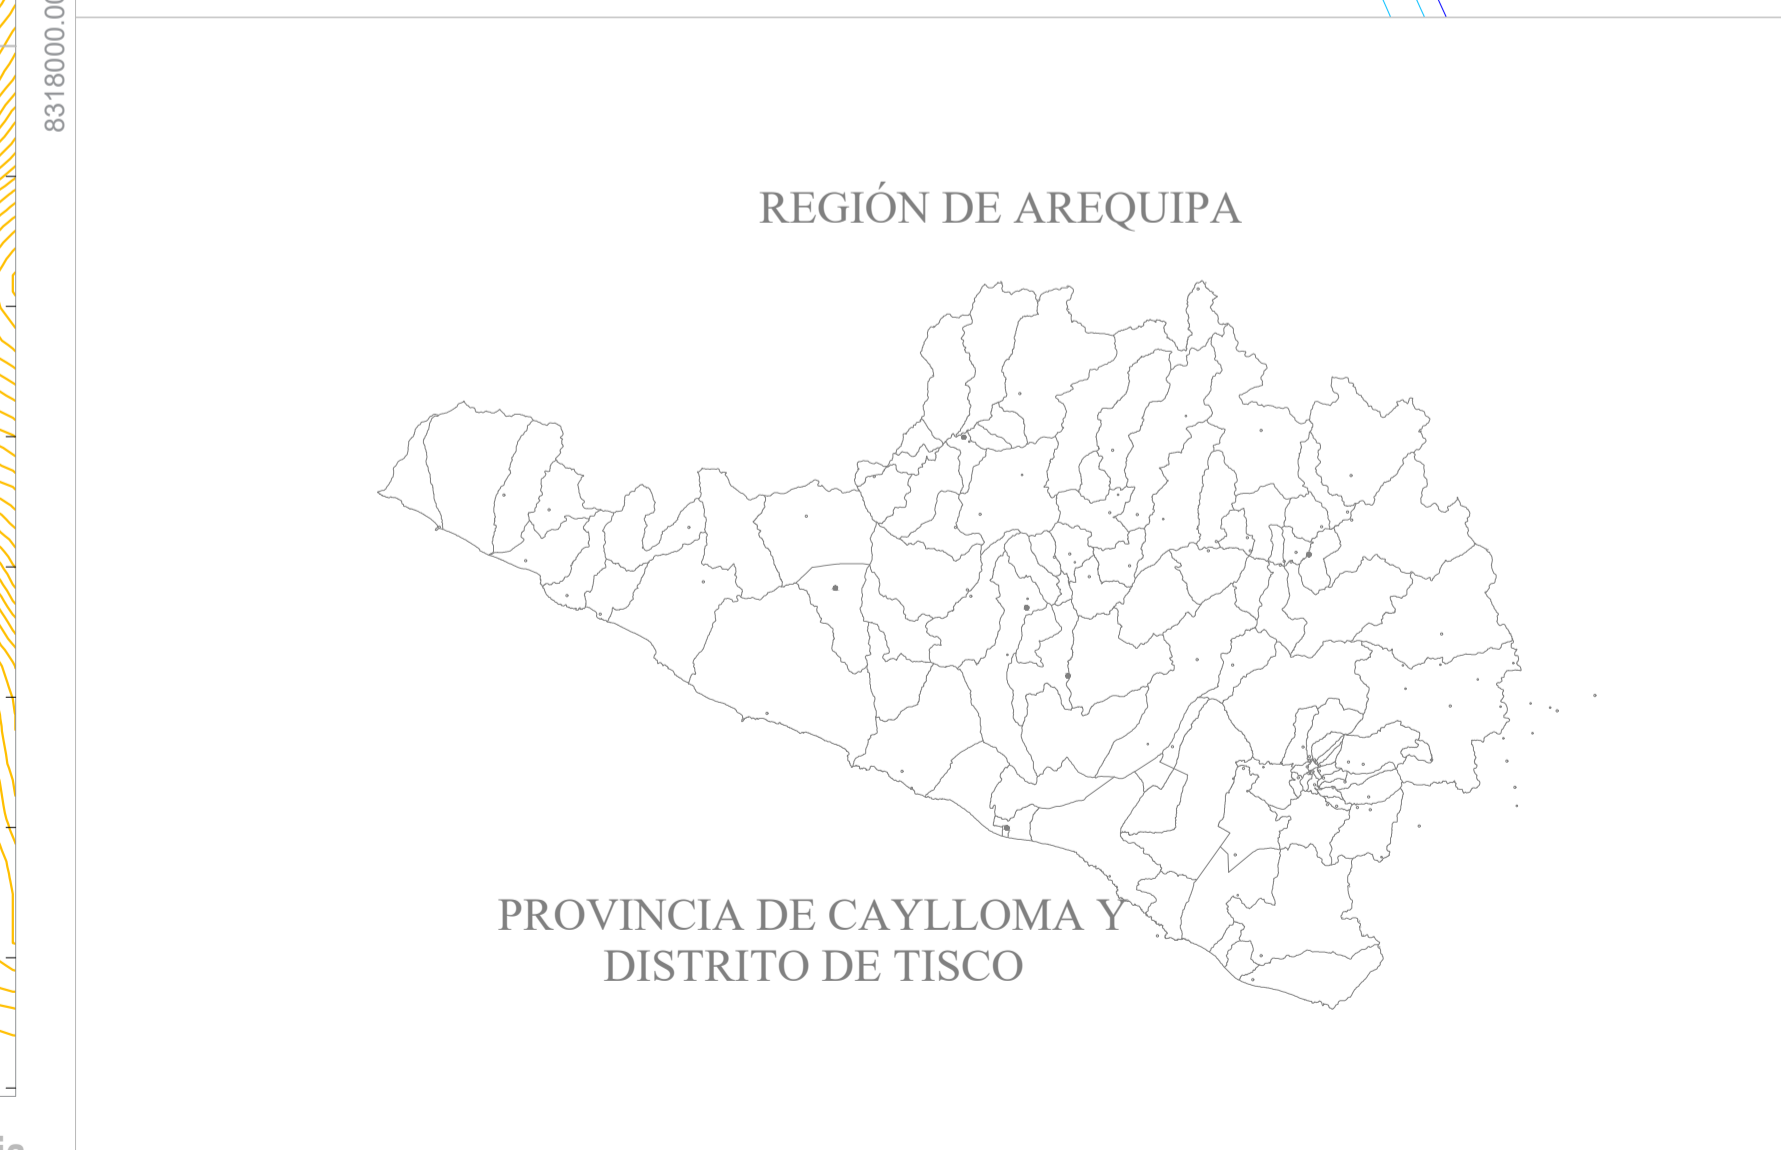 8318000.00
REGIÓN DE AREQUIPA
PROVINCIA DE CAYLLOMA Y
DISTRITO DE TISCO